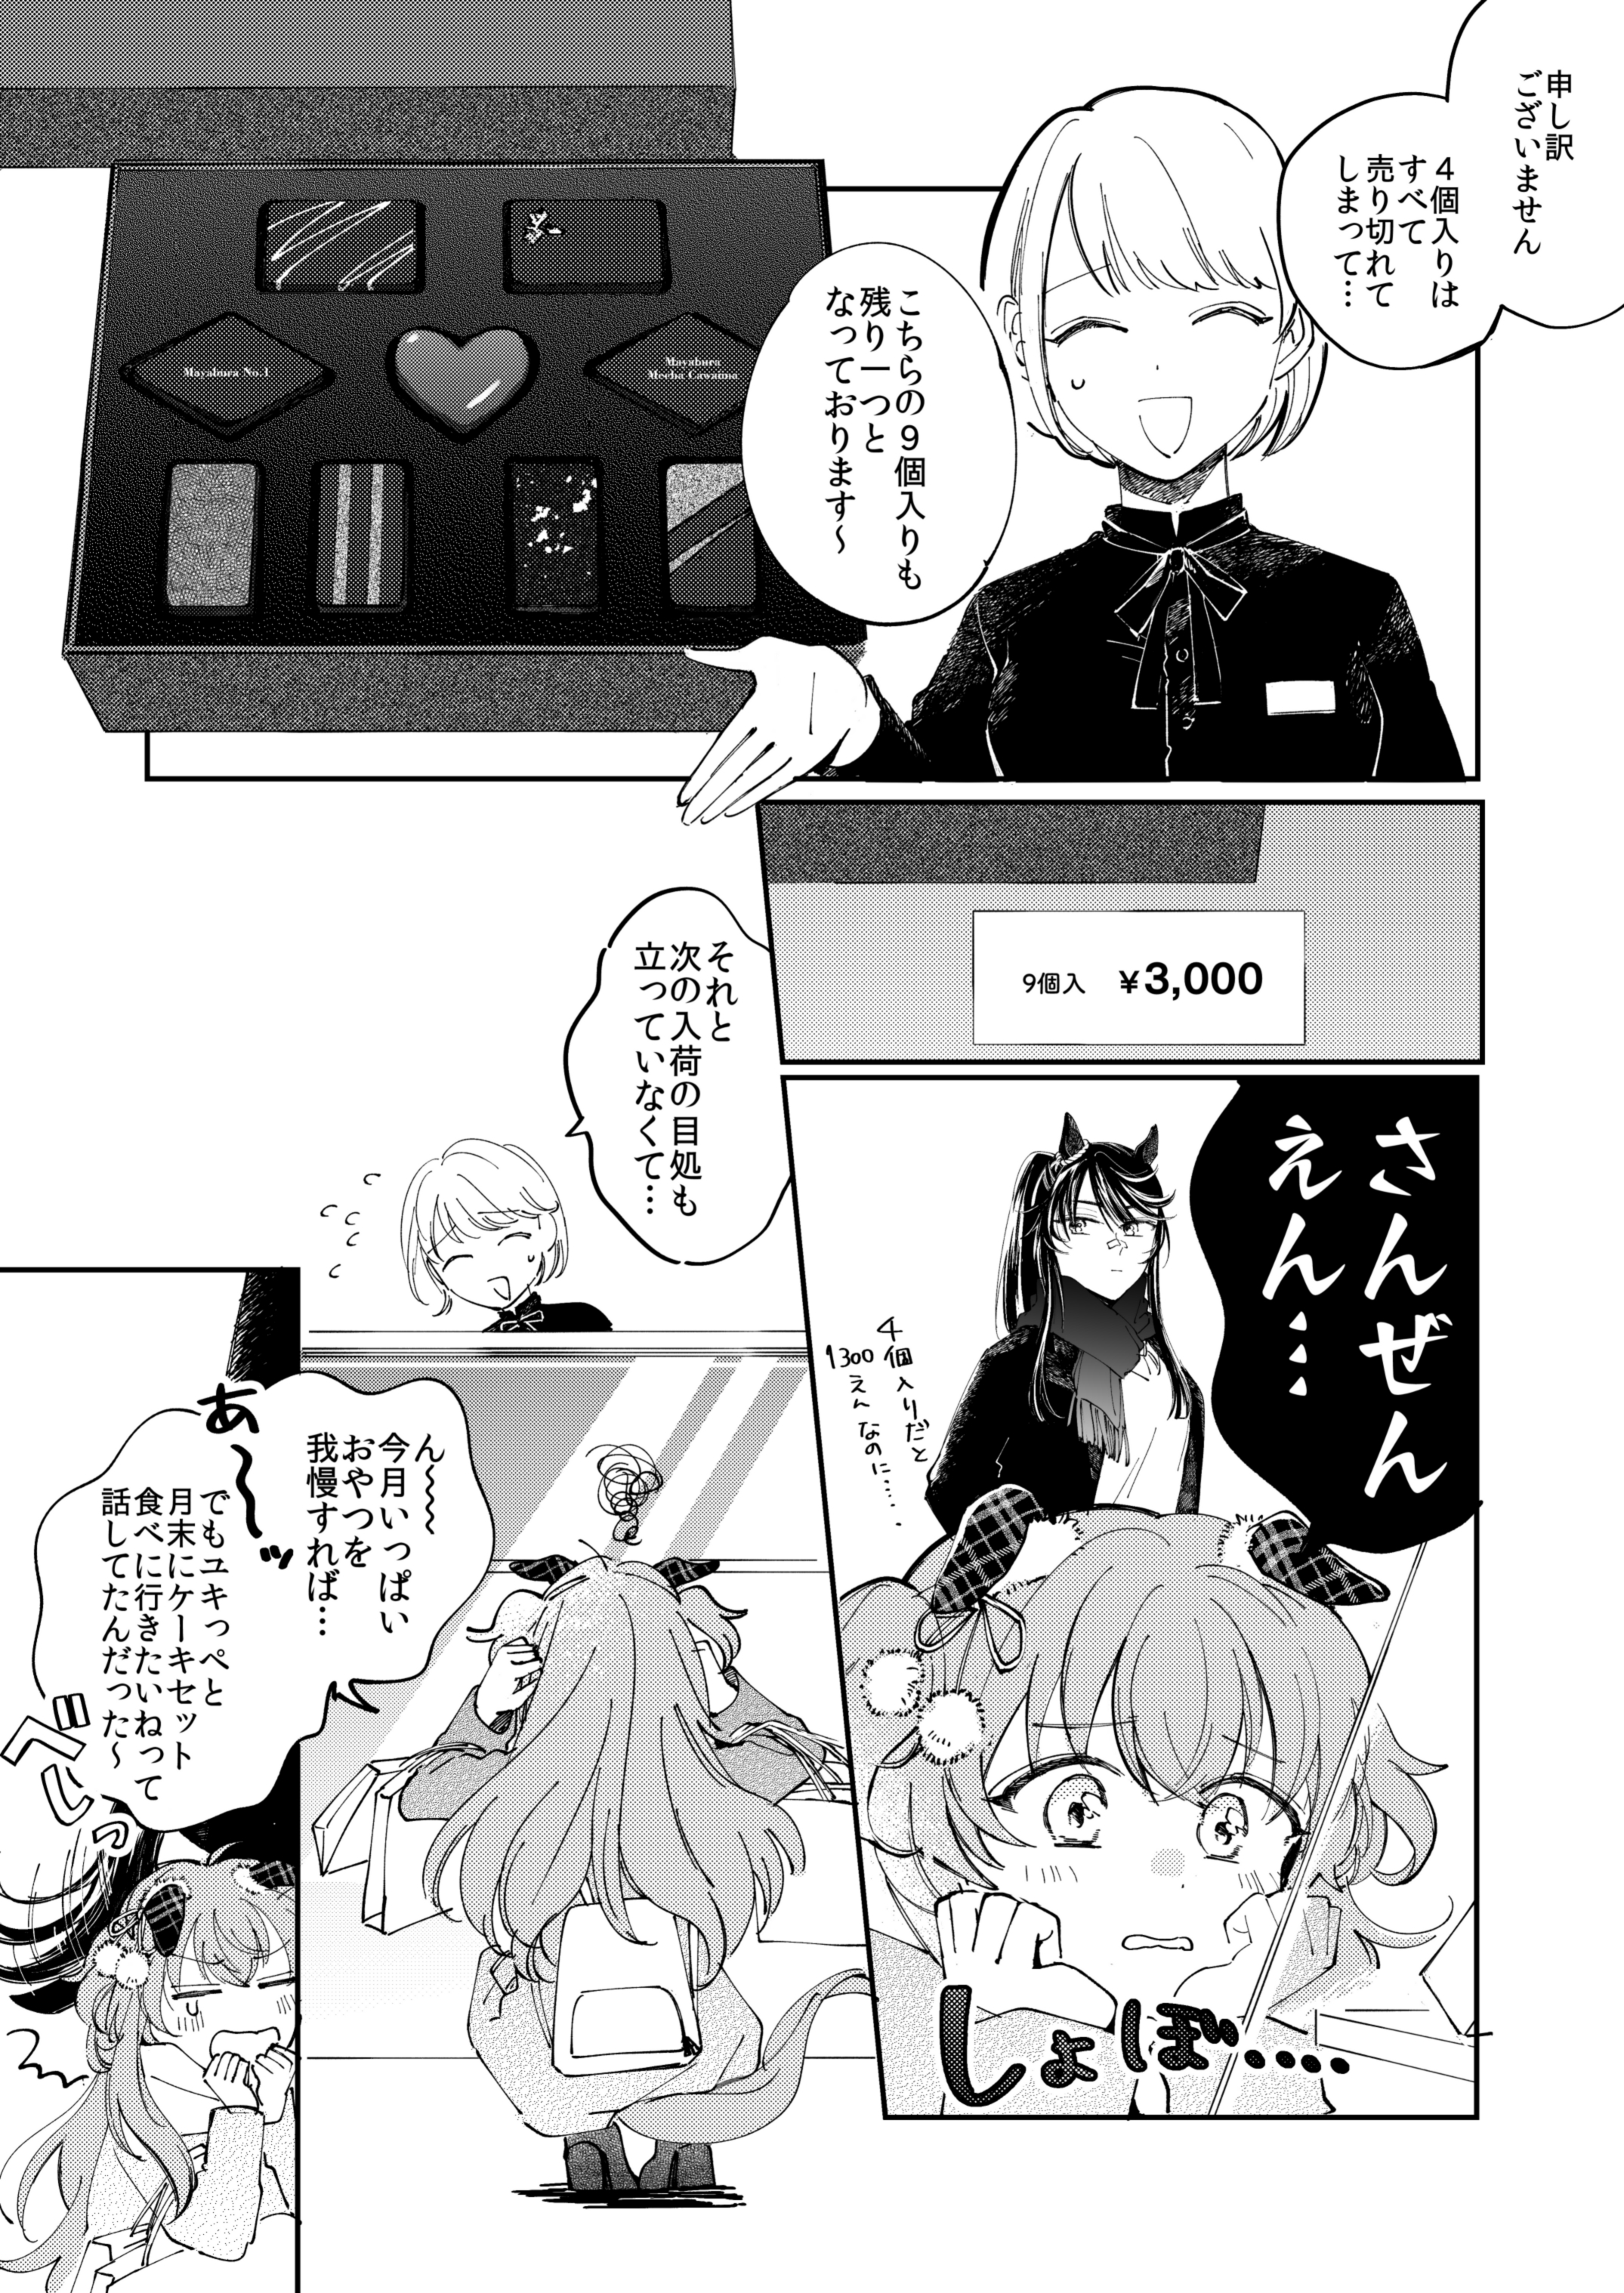 申し訳
ございません
４個入りは
すべて
売り切れて
しまって…
こちらの９個入りも
残り一つと
なっております～
Mayabura No.1
Mayabura
Mecha Cawaiina
9個入 ¥3,000
さんぜん
えん……
4個入りだと
1300えんなのに……
しょぼ….
それと
次の入荷の目処も
立っていなくて…
ん～～～
今月いっぱい
おやつを
我慢すれば…
あ～～ッ
でもユキっぺと
月末にケーキセット
食べに行きたいねって
話してたんだった～
べしっ